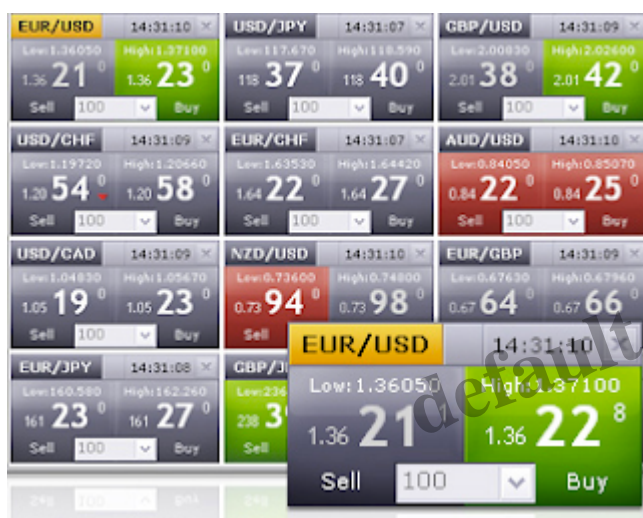 EUR/USD 14:31:10 USD/JPY 14:31:07 GBP/USD 14:31:09
Low:1.36050 High:1.37100 Low:117.670 High:118.590 Low:2.00830 High:2.02600
1.36 21 0 1.36 23 0 118 37 0 118 40 0 2.01 38 0 2.01 42 0
Sell 100 Buy Sell 100 Buy Sell 100 Buy
USD/CHF 14:31:09 EUR/CHF 14:31:07 AUD/USD 14:31:10
Low:1.19720 High:1.20660 Low:1.63530 High:1.64420 Low:0.84050 High:0.85070
1.20 54 0 1.20 58 0 1.64 22 0 1.64 27 0 0.84 22 0 0.84 25 0
Sell 100 Buy Sell 100 Buy Sell 100 Buy
USD/CAD 14:31:09 NZD/USD 14:31:10 EUR/GBP 14:31:09
Low:1.04830 High:1.05670 Low:0.73600 High:0.74800 Low:0.67630 High:0.67960
1.05 19 0 1.05 23 0 0.73 94 0 0.73 98 0 0.67 64 0 0.67 66 0
Sell 100 Buy Sell
EUR/JPY 14:31:08
Low:160.580 High:162.260
161 23 0 161 27 0 238
Sell 100 Buy Sell
EUR/USD 14:31:10
Low:1.36050 High:1.37100
1.36 21 1.36 22 8
Sell 100 Buy
default